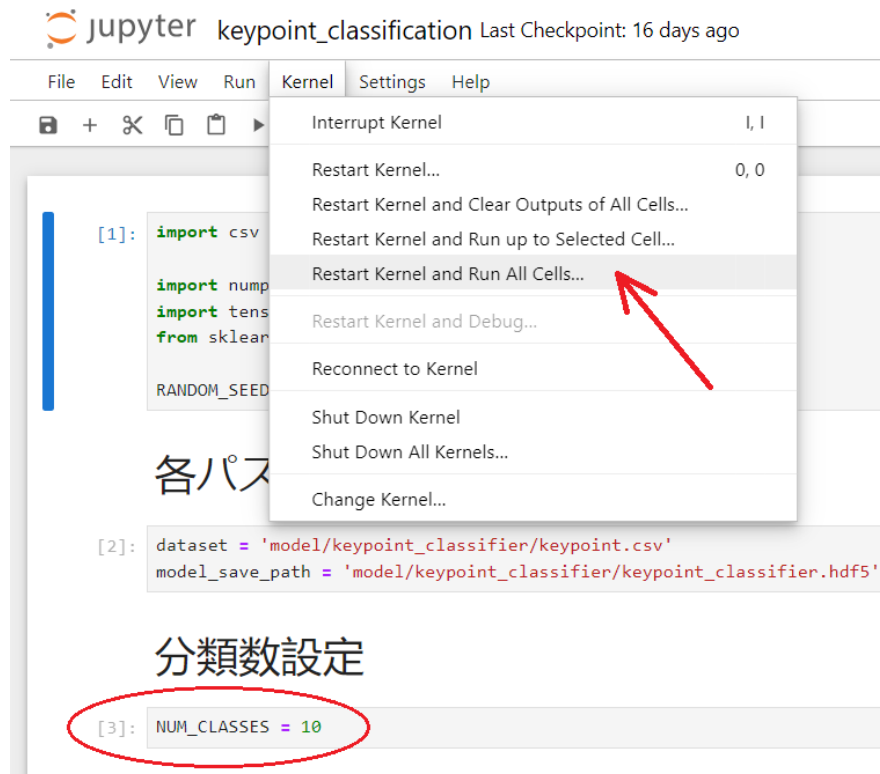 jupyter keypoint_classification Last Checkpoint: 16 days ago
File Edit View Run Kernel Settings Help
Interrupt Kernel I, I
Restart Kernel... 0, 0
Restart Kernel and Clear Outputs of All Cells...
Restart Kernel and Run up to Selected Cell...
Restart Kernel and Run All Cells...
Restart Kernel and Debug...
Reconnect to Kernel
Shut Down Kernel
Shut Down All Kernels...
Change Kernel...
[1]: import csv
import nump
import tens
from sklear
RANDOM_SEED
各パス
[2]: dataset = 'model/keypoint_classifier/keypoint.csv'
model_save_path = 'model/keypoint_classifier/keypoint_classifier.hdf5'
分類数設定
[3]: NUM_CLASSES = 10